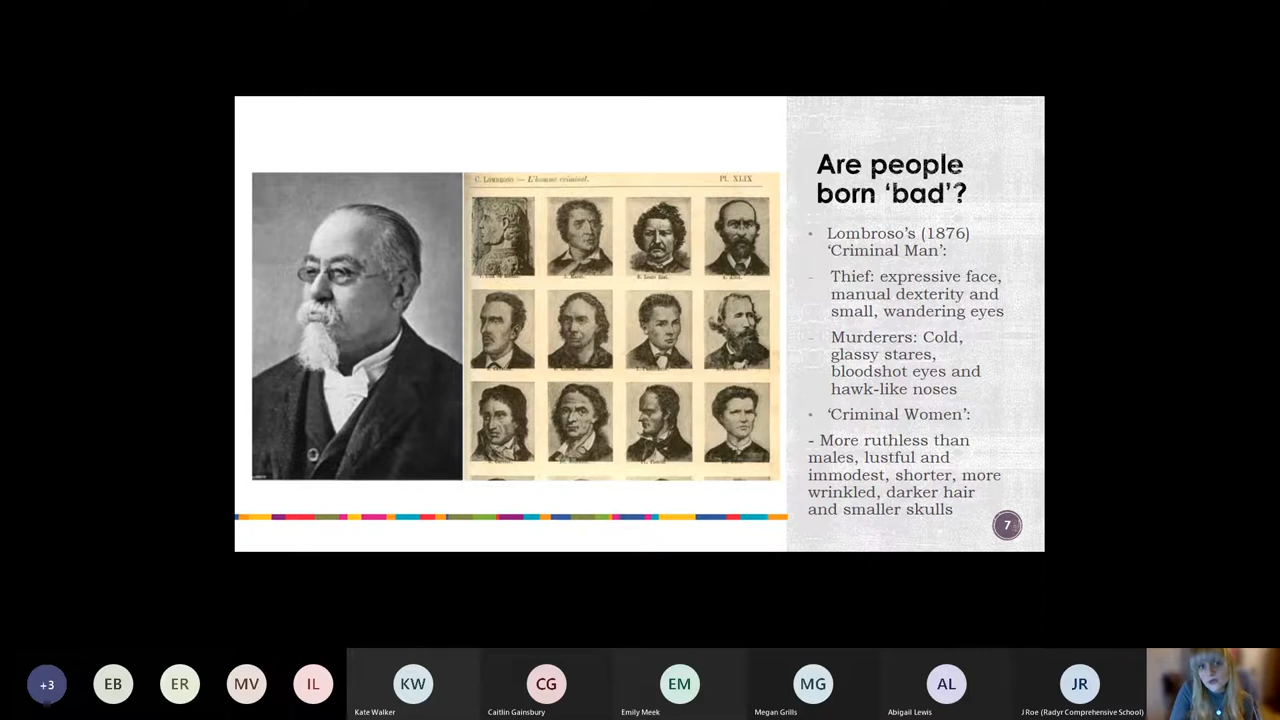 C. LOMBROSO — L'homme criminel.
PL. XLIX
Are people
born ‘bad’?
• Lombroso’s (1876)
‘Criminal Man’:
- Thief: expressive face,
manual dexterity and
small, wandering eyes
- Murderers: Cold,
glassy stares,
bloodshot eyes and
hawk-like noses
• ‘Criminal Women’:
- More ruthless than
males, lustful and
immodest, shorter, more
wrinkled, darker hair
and smaller skulls
7
+3
EB
ER
MV
IL
KW
Kate Walker
CG
Caitlin Gainsbury
EM
Emily Meek
MG
Megan Grills
AL
Abigail Lewis
JR
J Roe (Radyr Comprehensive School)